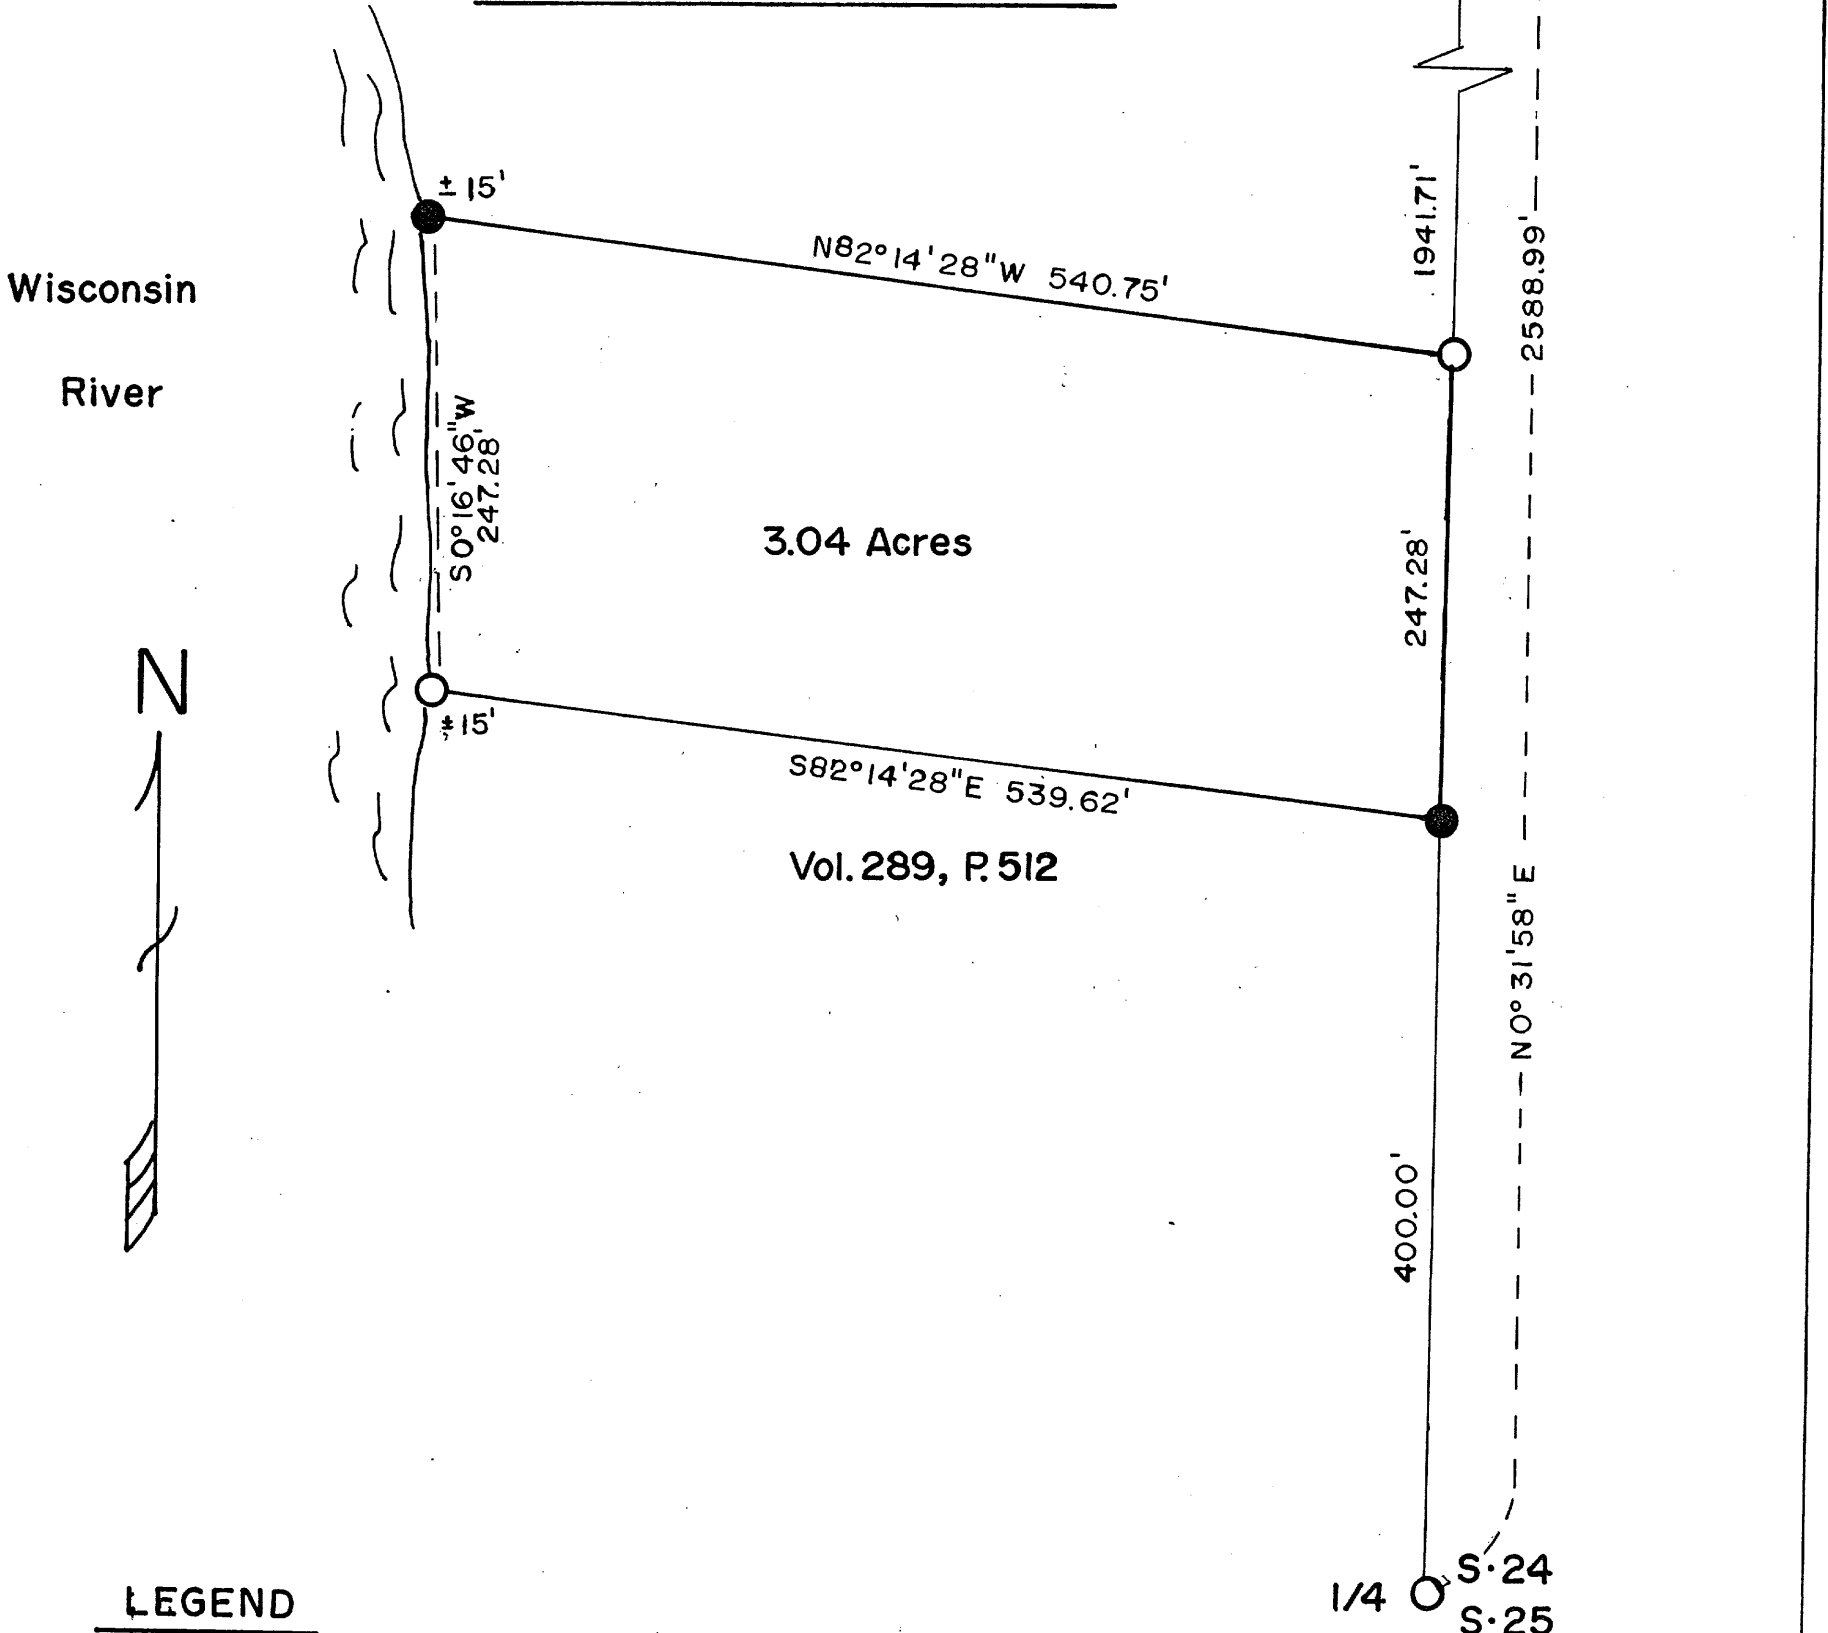 ±15'
N82°14'28"W 540.75'
1941.71'
2588.99'
Wisconsin
River
S0°16'46"W
247.28'
3.04 Acres
247.28'
N
±15'
S82°14'28"E 539.62'
Vol. 289, P. 512
N0°31'58"E
400.00'
LEGEND
1/4
S·24
S·25